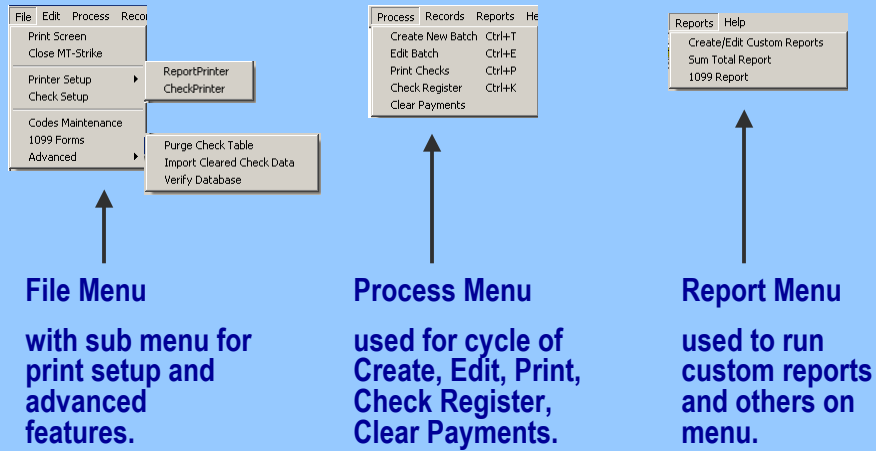 File Edit Process
Print Screen
Close MT-Strike
Printer Setup
Check Setup
Codes Maintenance
1099 Forms
Advanced
ReportPrinter
CheckPrinter
Purge Check Table
Import Cleared Check Data
Verify Database
Process Records Reports
Create New Batch Ctrl+T
Edit Batch Ctrl+E
Print Checks Ctrl+P
Check Register Ctrl+K
Clear Payments
Reports Help
Create/Edit Custom Reports
Sum Total Report
1099 Report
File Menu
with sub menu for
print setup and
advanced
features.
Process Menu
used for cycle of
Create, Edit, Print,
Check Register,
Clear Payments.
Report Menu
used to run
custom reports
and others on
menu.